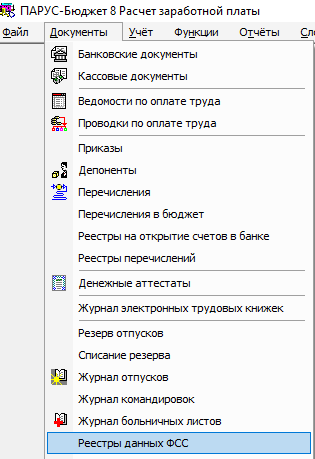 ПАРУС-Бюджет 8 Расчет заработной платы
Файл Документы Учёт Функции Отчёты
Банковские документы
Кассовые документы
Ведомости по оплате труда
Проводки по оплате труда
Приказы
Депоненты
Перечисления
Перечисления в бюджет
Реестры на открытие счетов в банке
Реестры перечислений
Денежные аттестаты
Журнал электронных трудовых книжек
Резерв отпусков
Списание резерва
Журнал отпусков
Журнал командировок
Журнал больничных листов
Реестры данных ФСС